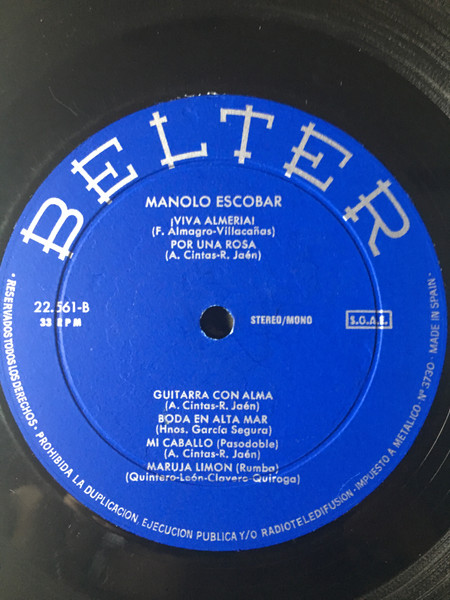 BELTER
MANOLO ESCOBAR
¡VIVA ALMERIA!
(F. Almagro-Villacañas)
POR UNA ROSA
(A. Cintas-R. Jaén)
22.561-B
33 RPM
STEREO/MONO
S.G.A.E.
GUITARRA CON ALMA
(A. Cintas-R. Jaén)
BODA EN ALTA MAR
(Hnos. García Segura)
MI CABALLO (Pasodoble)
(A. Cintas-R. Jaén)
MARUJA LIMON (Rumba)
(Quintero-León-Clavero Quiroga)
• RESERVADOS TODOS LOS DERECHOS • PROHIBIDA LA DUPLICACION, EJECUCION PUBLICA Y/O RADIOTELEDIFUSION • IMPUESTO A METALICO: Nº 3730 • MADE IN SPAIN •